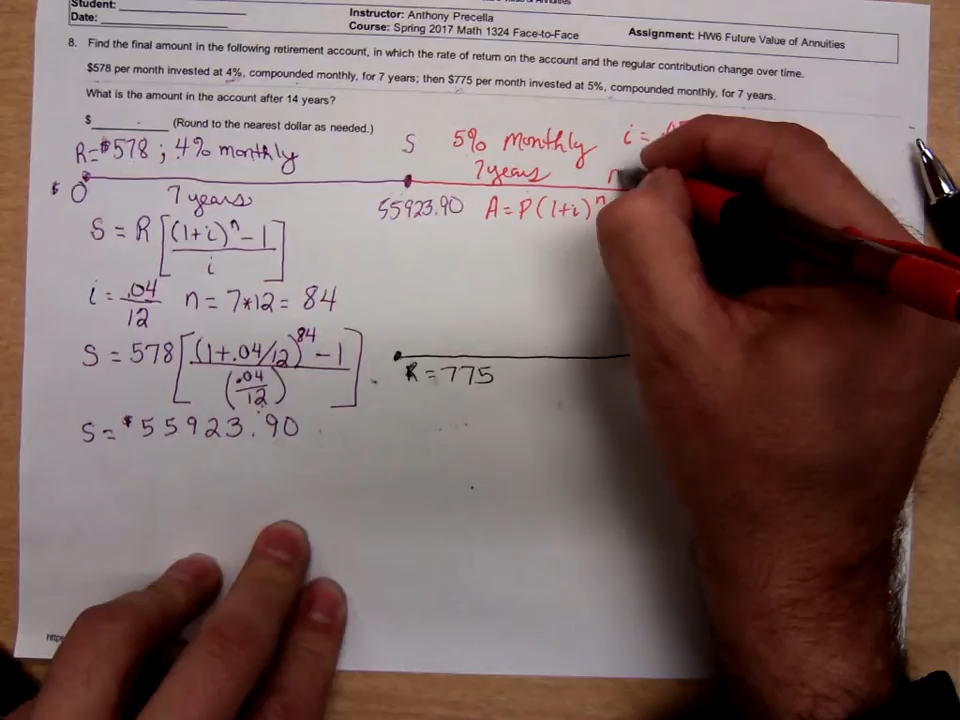 Student:
Date:
Instructor: Anthony Precella
Course: Spring 2017 Math 1324 Face-to-Face
Assignment: HW6 Future Value of Annuities
8. Find the final amount in the following retirement account, in which the rate of return on the account and the regular contribution change over time.
$578 per month invested at 4%, compounded monthly, for 7 years; then $775 per month invested at 5%, compounded monthly, for 7 years.
What is the amount in the account after 14 years?
$ (Round to the nearest dollar as needed.)
R=$578 ; 4% monthly
S 5% monthly i =
7 years
$ 0
7 years
55923.90 A=P(1+i)^n
S = R[((1+i)^n - 1)/i]
i = .04/12 n = 7*12 = 84
S = 578[((1+.04/12)^84 - 1)/(.04/12)]
R = 775
S = $55923.90